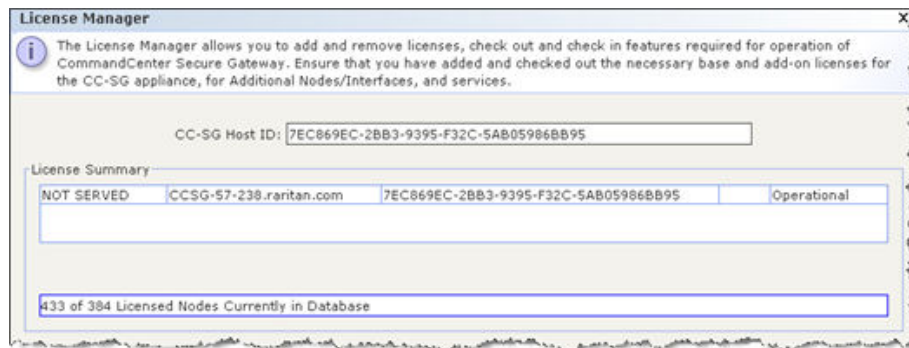 License Manager
The License Manager allows you to add and remove licenses, check out and check in features required for operation of
CommandCenter Secure Gateway. Ensure that you have added and checked out the necessary base and add-on licenses for
the CC-SG appliance, for Additional Nodes/Interfaces, and services.
CC-SG Host ID: 7EC869EC-2BB3-9395-F32C-5AB05986BB95
License Summary
NOT SERVED CCSG-57-238.raritan.com 7EC869EC-2BB3-9395-F32C-5AB05986BB95 Operational
433 of 384 Licensed Nodes Currently in Database